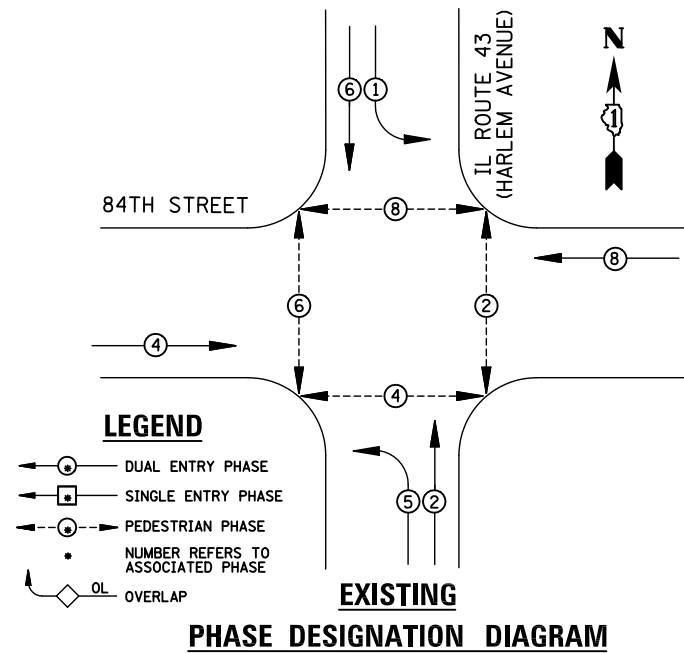 6 1
IL ROUTE 43
(HARLEM AVENUE)
N
1
84TH STREET
8
8
6
2
4
4
5 2
LEGEND
* DUAL ENTRY PHASE
* SINGLE ENTRY PHASE
* PEDESTRIAN PHASE
* NUMBER REFERS TO
ASSOCIATED PHASE
OL OVERLAP
EXISTING
PHASE DESIGNATION DIAGRAM